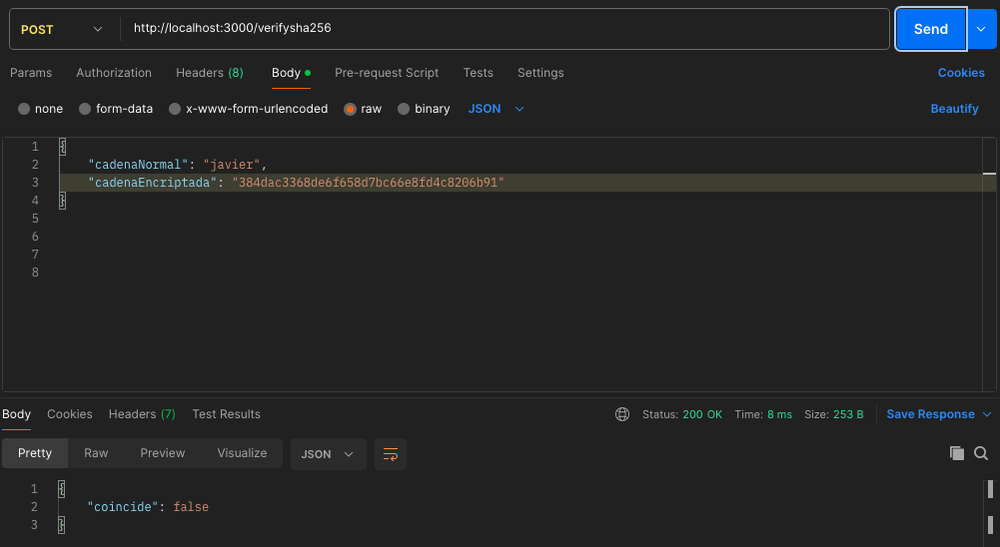 POST http://localhost:3000/verifysha256 Send
Params Authorization Headers (8) Body Pre-request Script Tests Settings Cookies
none form-data x-www-form-urlencoded raw binary JSON Beautify
1 {
2 "cadenaNormal": "javier",
3 "cadenaEncriptada": "384dac3368de6f658d7bc66e8fd4c8206b91"
4 }
5
6
7
8
Body Cookies Headers (7) Test Results Status: 200 OK Time: 8 ms Size: 253 B Save Response
Pretty Raw Preview Visualize JSON
1 {
2 "coincide": false
3 }